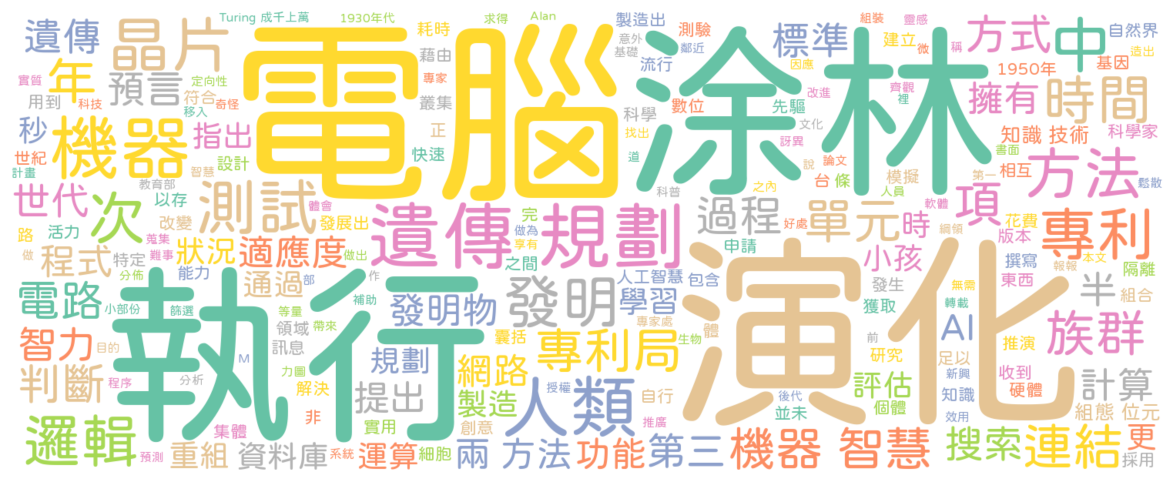 Turing 成千上萬
1930年代
耗時
求得
Alan
製造出
測驗
組裝
靈感
自然界
遺傳
晶片
電腦
涂林
標準
建立
微
稱
方式
中
造出
藉由
意外
基礎
流行
鄰近
因應
改進
齊觀
裡
1950年
基因
實質
年
預言
定向性
專家
科技
奇怪
移入
符合
用到
叢集
科學
數位
先驅
文化
擁有
時間
秒
機器
指出
正
快速
設計
找出
道
訝異
說
論文
書面
知識 技術
科學家
世紀
計畫
智慧
教育部
體會
以存
科普
之內
台
條
模擬
人員
第一
相互
方法
鬆散
世代
次
測試
改變
發展出
遺傳
規劃
完
做為
享有
過程
好處
申請
單元
軟體
時
項
綱領
花費
版本
專利
路
做
活力
蒐集
難事
狀況
做出
適應度
之間
小孩
撰寫
本文
程式
特定
分佈
能力
通過
部
作
人工智慧
包含
發生
無需
東西
報報
隔離
電路
小部份
篩選
等量
帶來
補助
執行
發明物
發明
學習
專家處
體
獲取
轉載
半
組合
演化
領域
訊息
囊括
專利局
生物
前
AI
族群
智力
目的
M
力圖
規劃
網路
研究
足以
推演
判斷
程序
分析
解決
提出
製造
人類
授權
自行
後代
評估
個體
新興
知識
收到
硬體
計算
非
實用
創意
推廣
並未
效用
組態
位元
邏輯
預測
重組
集體
資料庫
系統
運算
細胞
兩 方法
功能
第三
機器 智慧
搜索
連結
更
採用